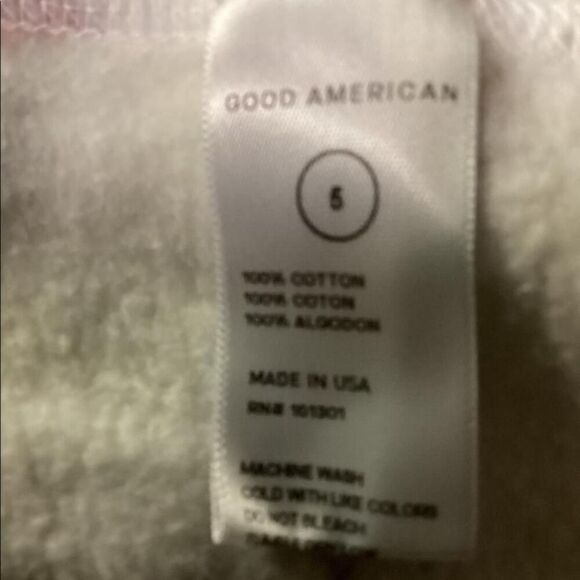 GOOD AMERICAN
5
100% COTTON
100% COTON
100% ALGODON
MADE IN USA
RN# 101301
MACHINE WASH
COLD WITH LIKE COLORS
DO NOT BLEACH